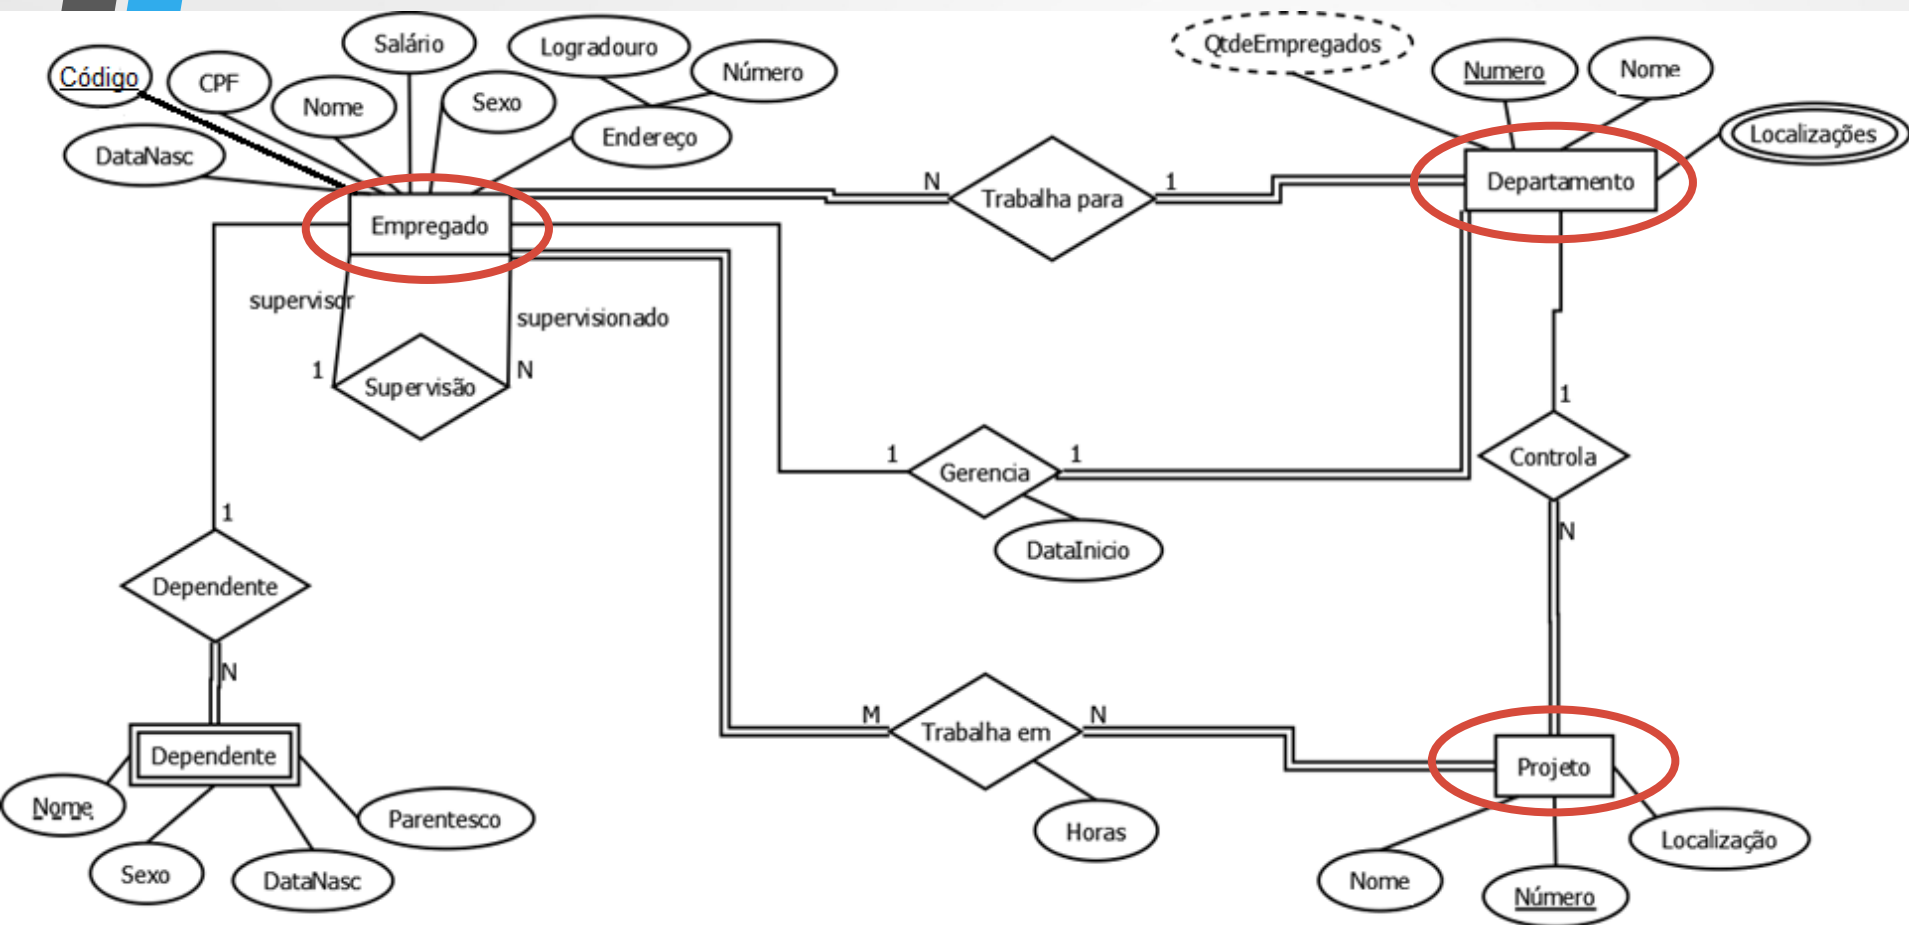 Salário
Logradouro
QtdeEmpregados
Código
CPF
Número
Numero
Nome
Nome
Sexo
Endereço
Localizações
DataNasc
N
Trabalha para
1
Departamento
Empregado
supervisor
supervisionado
1
Supervisão
N
1
1
Gerencia
1
Controla
N
DataInicio
1
Dependente
N
M
Trabalha em
N
Dependente
Projeto
Nome
Parentesco
Horas
Localização
Sexo
DataNasc
Nome
Número